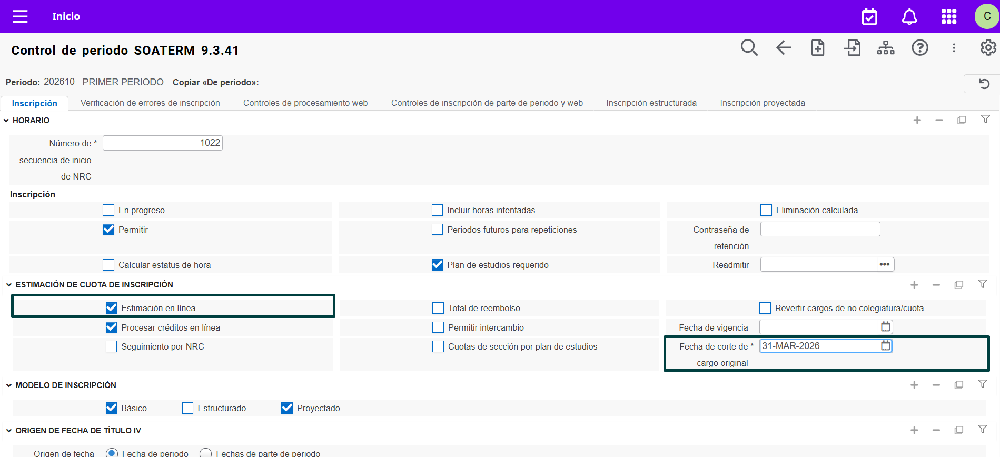 Inicio
C
Control de periodo SOATERM 9.3.41
Periodo: 202610 PRIMER PERIODO Copiar «De periodo»:
Inscripción Verificación de errores de inscripción Controles de procesamiento web Controles de inscripción de parte de periodo y web Inscripción estructurada Inscripción proyectada
HORARIO
Número de * 1022
secuencia de inicio
de NRC
Inscripción
En progreso Incluir horas intentadas Eliminación calculada
Permitir Periodos futuros para repeticiones Contraseña de
retención
Calcular estatus de hora Plan de estudios requerido Readmitir
ESTIMACIÓN DE CUOTA DE INSCRIPCIÓN
Estimación en línea Total de reembolso Revertir cargos de no colegiatura/cuota
Procesar créditos en línea Permitir intercambio Fecha de vigencia
Seguimiento por NRC Cuotas de sección por plan de estudios Fecha de corte de * 31-MAR-2026
cargo original
MODELO DE INSCRIPCIÓN
Básico Estructurado Proyectado
ORIGEN DE FECHA DE TÍTULO IV
Origen de fecha Fecha de periodo Fechas de parte de periodo